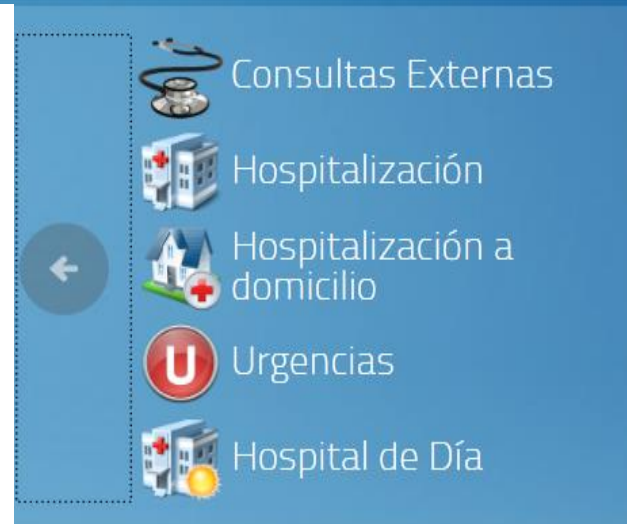 Consultas Externas
Hospitalización
Hospitalización a
domicilio
U
Urgencias
Hospital de Día